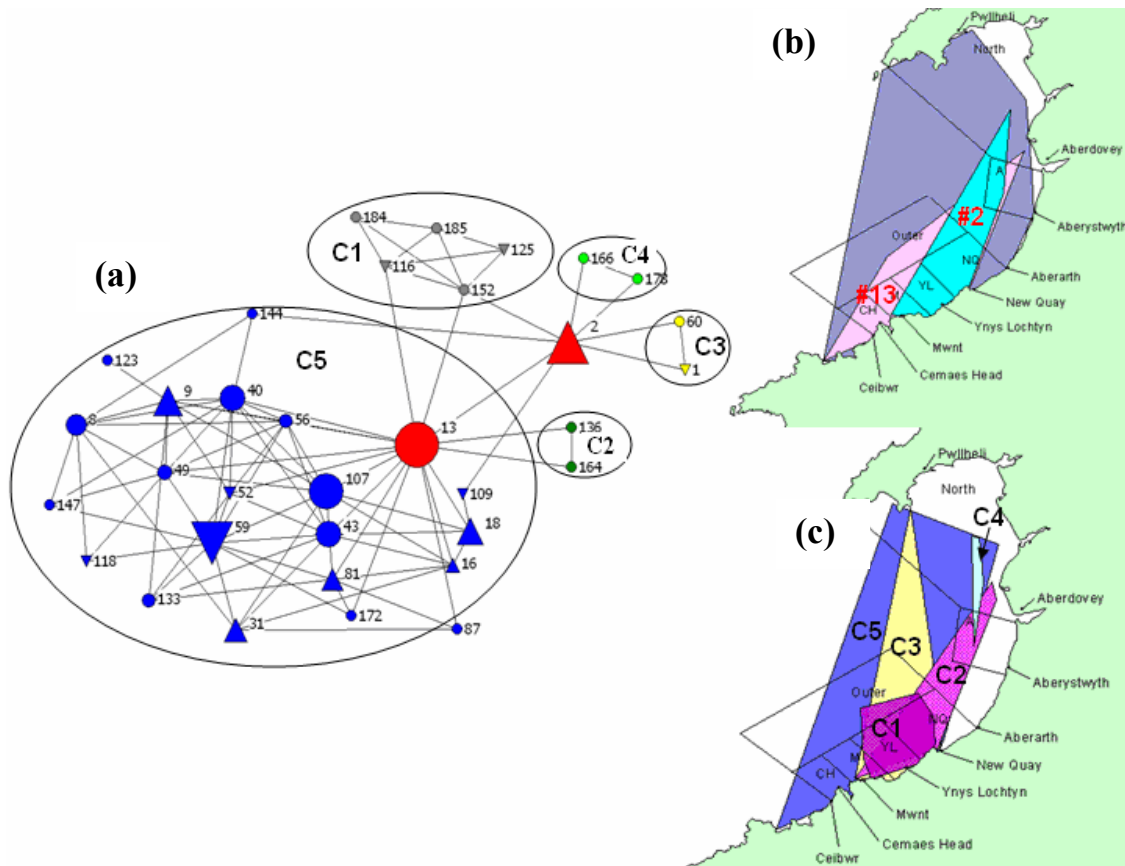 (a)
C1
184
185
125
116
152
C4
166
178
2
60
C3
1
C5
144
123
9
40
8
56
13
136
C2
164
49
52
107
109
147
59
43
18
118
81
16
133
31
172
87
(b)
Pwllheli
North
Aberdovey
A
#2
Aberystwyth
Outer
NQ
Aberarth
#13
YL
New Quay
CH
M
Ynys Lochtyn
Mwnt
Cemaes Head
Ceibwr
(c)
Pwllheli
North
C4
Aberdovey
C5
C3
A
C2
Aberystwyth
Outer
C1
NQ
Aberarth
M
YL
New Quay
CH
Ynys Lochtyn
Mwnt
Cemaes Head
Ceibwr